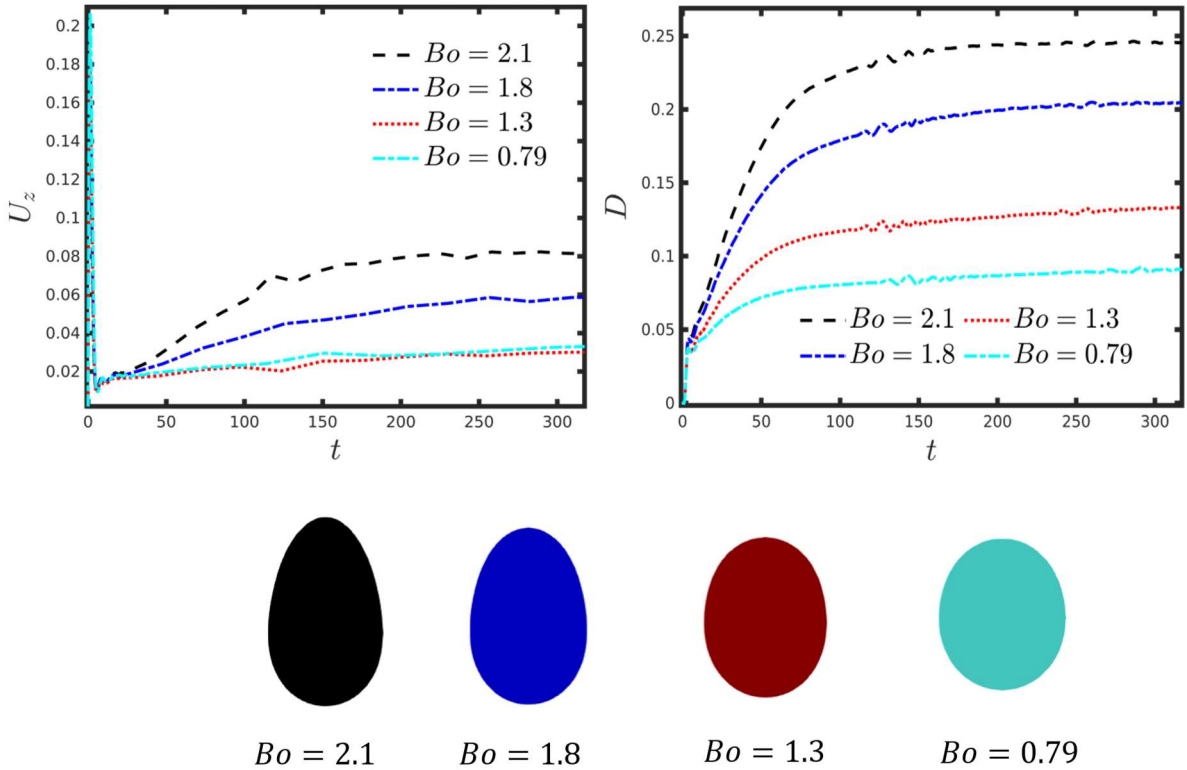 0.2
0.18
0.16
0.14
0.12
0.1
0.08
0.06
0.04
0.02
U_z
0 50 100 150 200 250 300
t
Bo = 2.1
Bo = 1.8
Bo = 1.3
Bo = 0.79
0.25
0.2
0.15
0.1
0.05
0
D
0 50 100 150 200 250 300
t
Bo = 2.1 Bo = 1.3
Bo = 1.8 Bo = 0.79
Bo = 2.1 Bo = 1.8 Bo = 1.3 Bo = 0.79